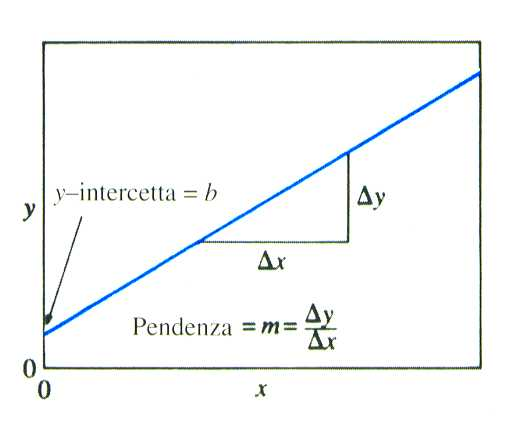 y–intercetta = b
y
Δy
Δx
Pendenza = m = Δy/Δx
0
0
x